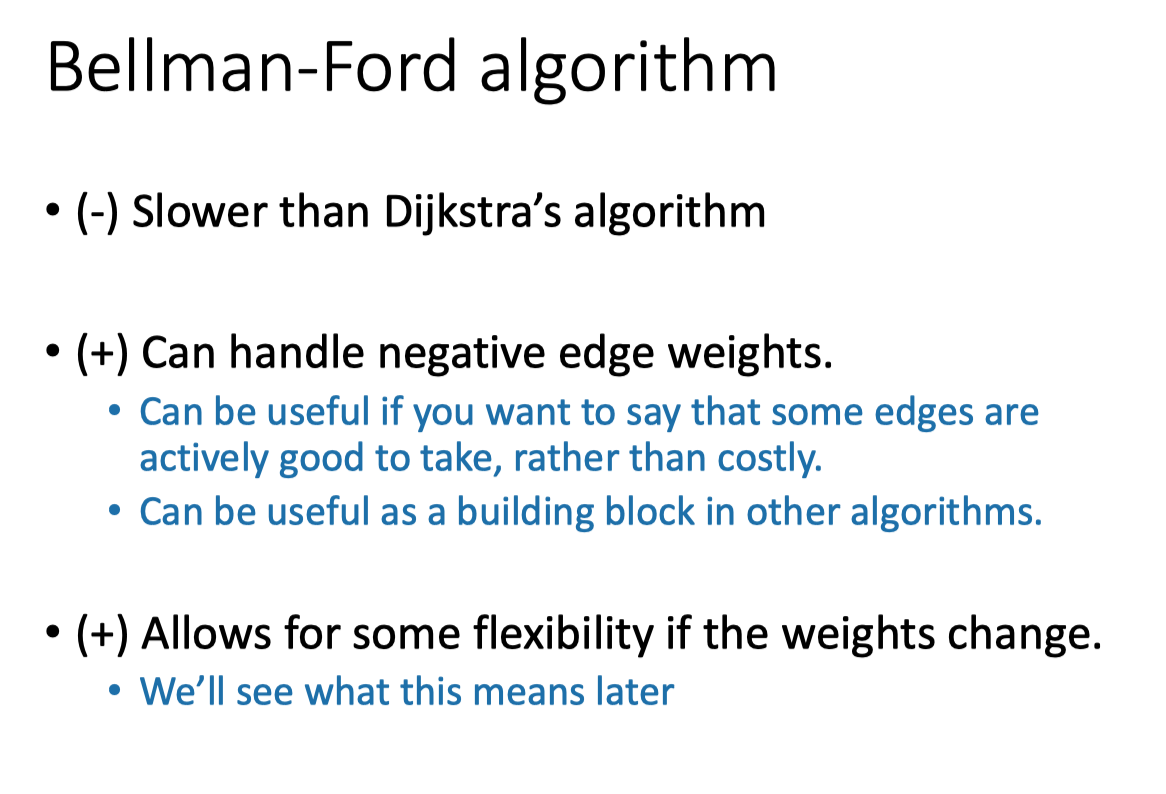 Bellman-Ford algorithm
• (-) Slower than Dijkstra’s algorithm
• (+) Can handle negative edge weights.
• Can be useful if you want to say that some edges are
actively good to take, rather than costly.
• Can be useful as a building block in other algorithms.
• (+) Allows for some flexibility if the weights change.
• We’ll see what this means later